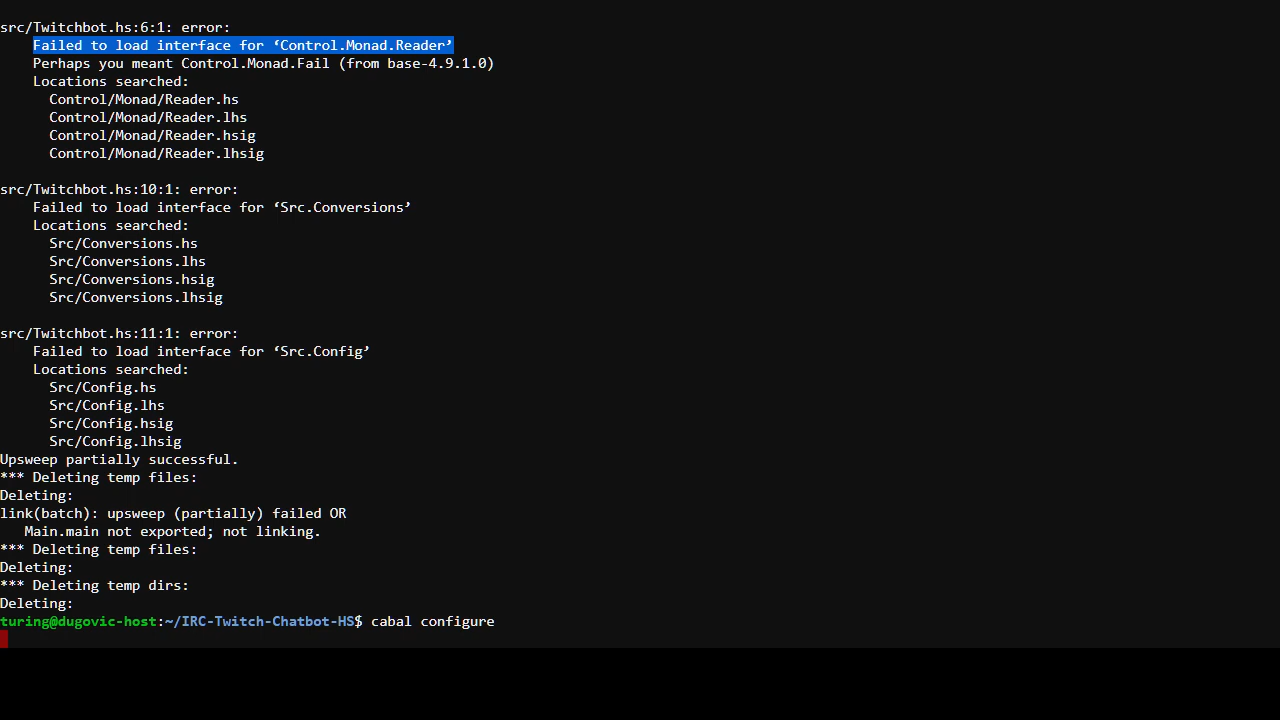 src/Twitchbot.hs:6:1: error:
Failed to load interface for ‘Control.Monad.Reader’
Perhaps you meant Control.Monad.Fail (from base-4.9.1.0)
Locations searched:
Control/Monad/Reader.hs
Control/Monad/Reader.lhs
Control/Monad/Reader.hsig
Control/Monad/Reader.lhsig
src/Twitchbot.hs:10:1: error:
Failed to load interface for ‘Src.Conversions’
Locations searched:
Src/Conversions.hs
Src/Conversions.lhs
Src/Conversions.hsig
Src/Conversions.lhsig
src/Twitchbot.hs:11:1: error:
Failed to load interface for ‘Src.Config’
Locations searched:
Src/Config.hs
Src/Config.lhs
Src/Config.hsig
Src/Config.lhsig
Upsweep partially successful.
*** Deleting temp files:
Deleting:
link(batch): upsweep (partially) failed OR
Main.main not exported; not linking.
*** Deleting temp files:
Deleting:
*** Deleting temp dirs:
Deleting:
turing@dugovic-host:~/IRC-Twitch-Chatbot-HS$ cabal configure